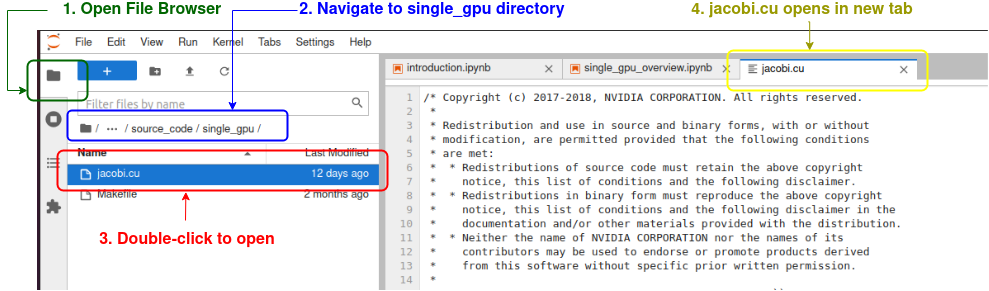 1. Open File Browser
2. Navigate to single_gpu directory
4. jacobi.cu opens in new tab
File Edit View Run Kernel Tabs Settings Help
+
Filter files by name
/ ··· / source_code / single_gpu /
Name Last Modified
jacobi.cu 12 days ago
Makefile 2 months ago
3. Double-click to open
introduction.ipynb × single_gpu_overview.ipynb × jacobi.cu ×
1 /* Copyright (c) 2017-2018, NVIDIA CORPORATION. All rights reserved.
2 *
3 * Redistribution and use in source and binary forms, with or without
4 * modification, are permitted provided that the following conditions
5 * are met:
6 * * Redistributions of source code must retain the above copyright
7 * notice, this list of conditions and the following disclaimer.
8 * * Redistributions in binary form must reproduce the above copyright
9 * notice, this list of conditions and the following disclaimer in the
10 * documentation and/or other materials provided with the distribution.
11 * * Neither the name of NVIDIA CORPORATION nor the names of its
12 * contributors may be used to endorse or promote products derived
13 * from this software without specific prior written permission.
14 *